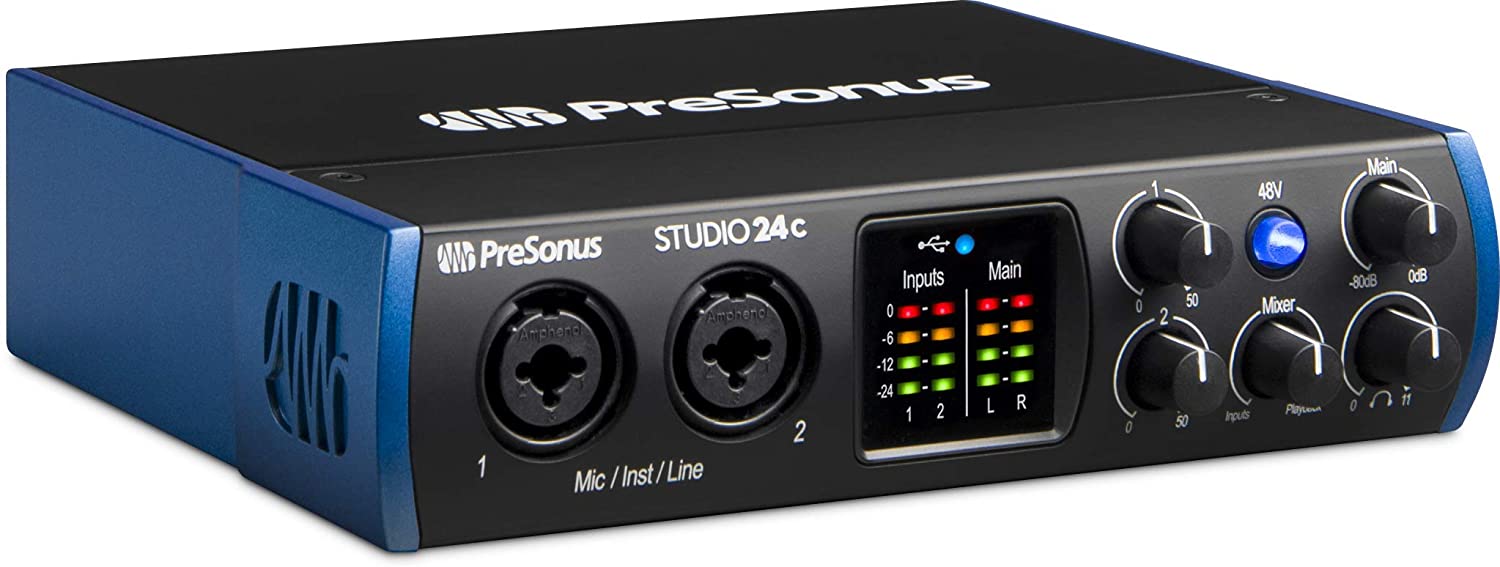 PreSonus
PreSonus
STUDIO 24c
Amphenol
Amphenol
1
2
Mic / Inst / Line
Inputs
Main
0
-6
-12
-24
1 2
L R
1
0
50
48V
Main
-80dB
0dB
2
0
50
Mixer
Inputs
Playback
0
11